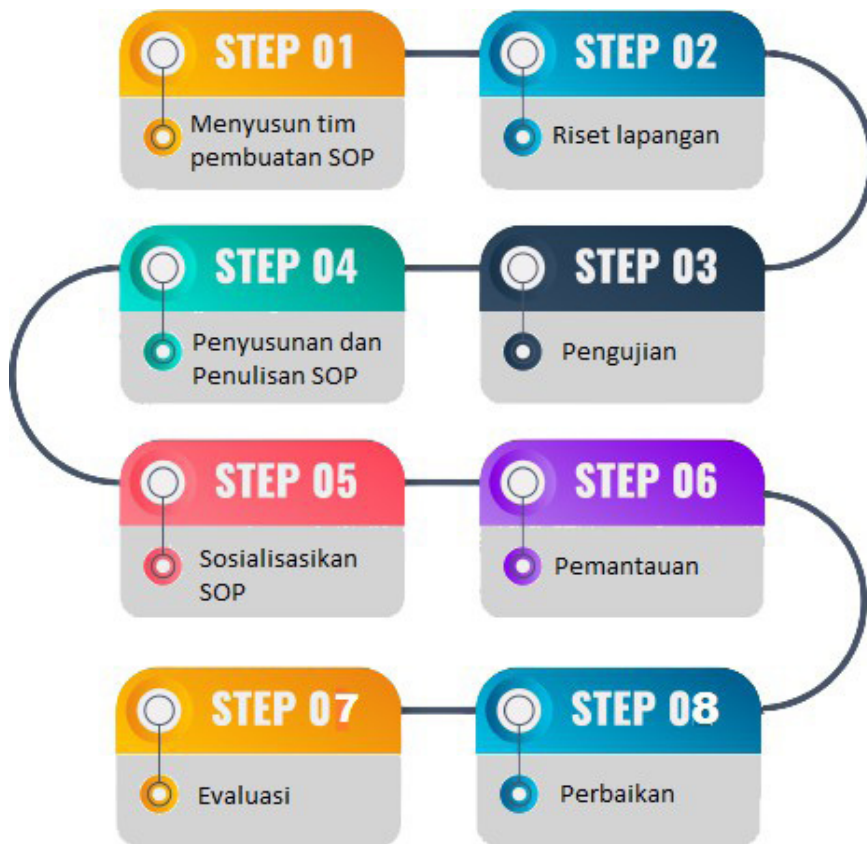 STEP 01
Menyusun tim
pembuatan SOP
STEP 02
Riset lapangan
STEP 03
Pengujian
STEP 04
Penyusunan dan
Penulisan SOP
STEP 05
Sosialisasikan
SOP
STEP 06
Pemantauan
STEP 07
Evaluasi
STEP 08
Perbaikan